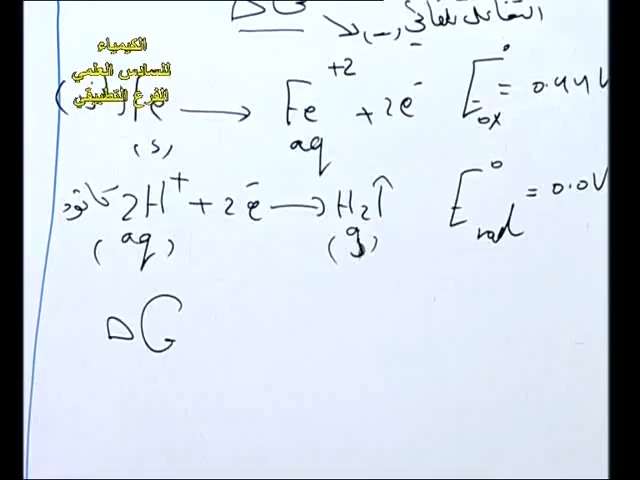 التفاعل تلقائي (-) لا ΔG
الكيمياء
للسادس العلمي
الفرع التطبيقي
Fe → Fe +2 + 2e⁻ E°ox = 0.44V
(s) aq
كاثود 2H⁺ + 2e⁻ → H₂↑ E°red = 0.0V
(aq) (g)
ΔG